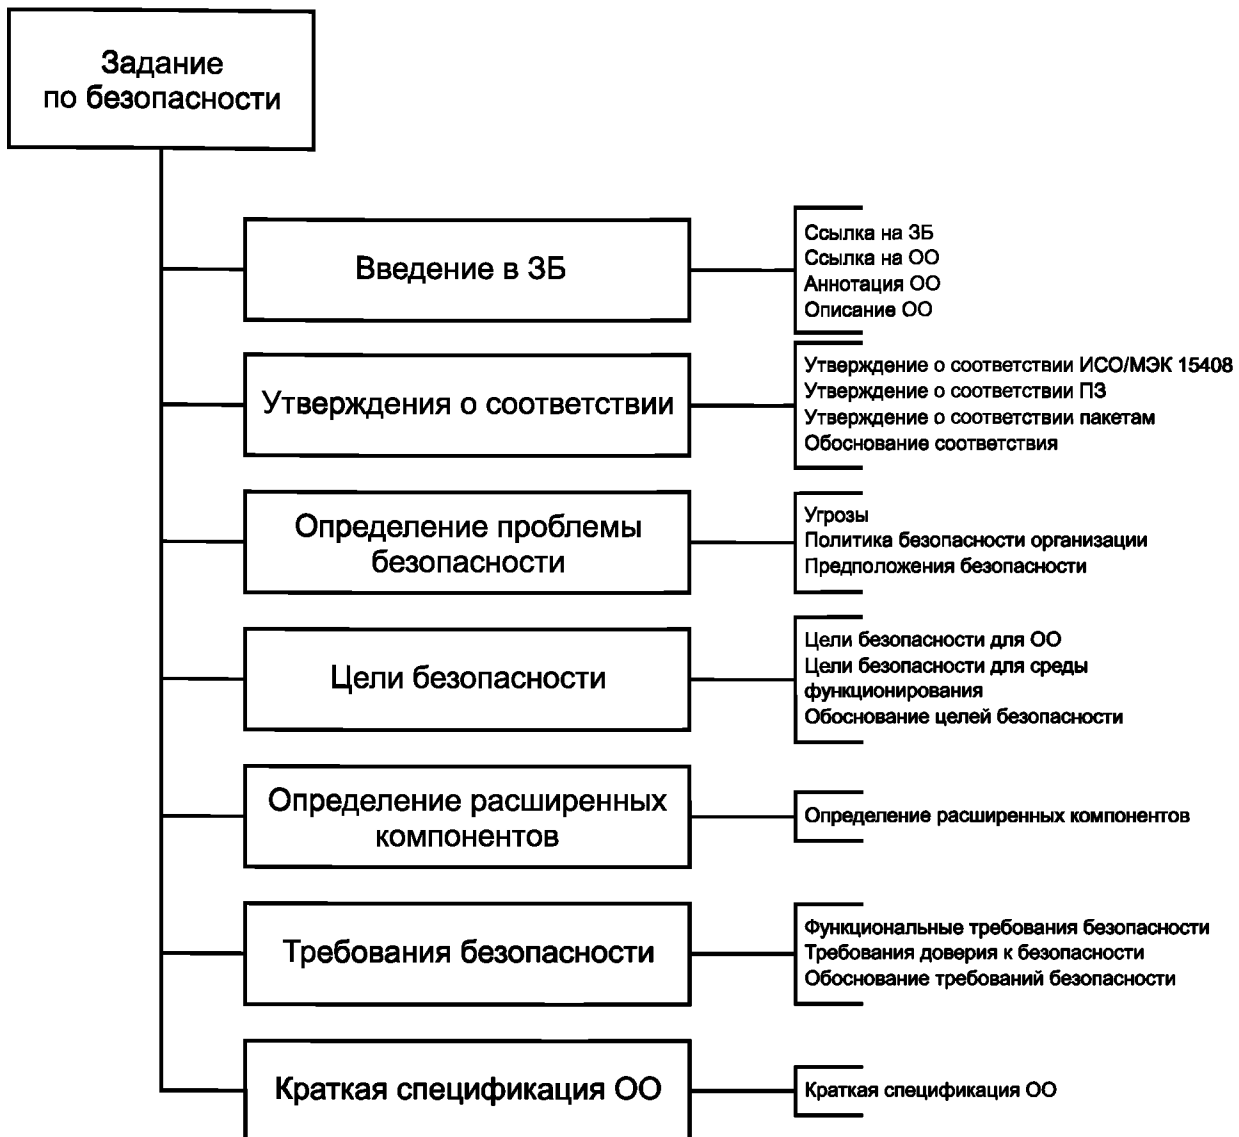 Задание
по безопасности
Введение в ЗБ
Ссылка на ЗБ
Ссылка на ОО
Аннотация ОО
Описание ОО
Утверждения о соответствии
Утверждение о соответствии ИСО/МЭК 15408
Утверждение о соответствии ПЗ
Утверждение о соответствии пакетам
Обоснование соответствия
Определение проблемы
безопасности
Угрозы
Политика безопасности организации
Предположения безопасности
Цели безопасности
Цели безопасности для ОО
Цели безопасности для среды
функционирования
Обоснование целей безопасности
Определение расширенных
компонентов
Определение расширенных компонентов
Требования безопасности
Функциональные требования безопасности
Требования доверия к безопасности
Обоснование требований безопасности
Краткая спецификация ОО
Краткая спецификация ОО